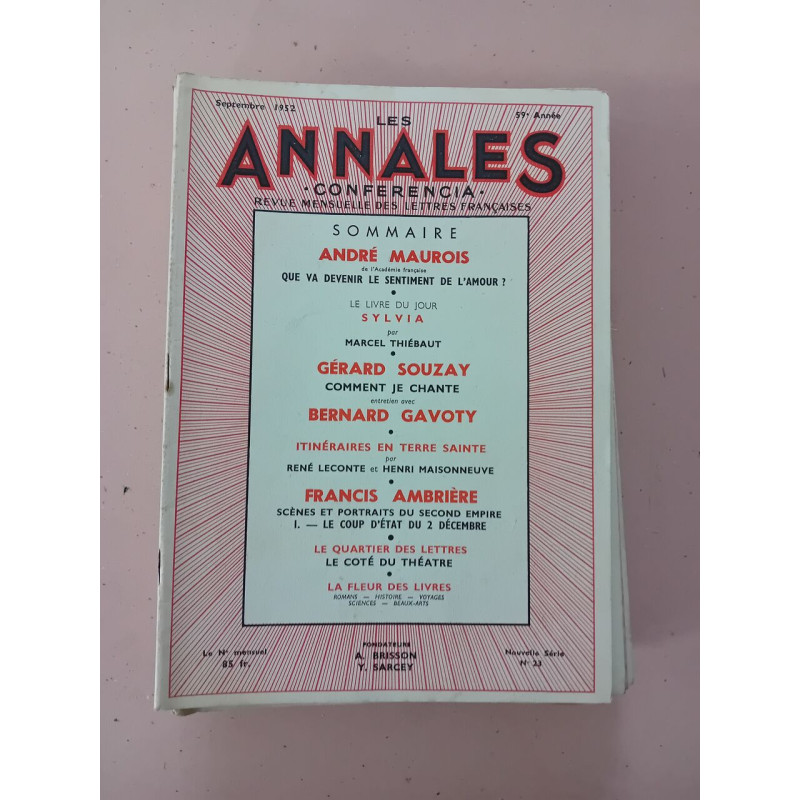 Septembre 1952
59e Année
LES
ANNALES
·CONFERENCIA·
REVUE MENSUELLE DES LETTRES FRANÇAISES
SOMMAIRE
ANDRÉ MAUROIS
de l'Académie française
QUE VA DEVENIR LE SENTIMENT DE L'AMOUR ?
•
LE LIVRE DU JOUR
SYLVIA
par
MARCEL THIÉBAUT
•
GÉRARD SOUZAY
COMMENT JE CHANTE
entretien avec
BERNARD GAVOTY
•
ITINÉRAIRES EN TERRE SAINTE
par
RENÉ LECONTE et HENRI MAISONNEUVE
•
FRANCIS AMBRIÈRE
SCÈNES ET PORTRAITS DU SECOND EMPIRE
I. — LE COUP D'ÉTAT DU 2 DÉCEMBRE
•
LE QUARTIER DES LETTRES
LE COTÉ DU THÉATRE
•
LA FLEUR DES LIVRES
ROMANS — HISTOIRE — VOYAGES
SCIENCES — BEAUX-ARTS
Le No mensuel
85 fr.
FONDATEURS
A. BRISSON
Y. SARCEY
Nouvelle Série
No 23